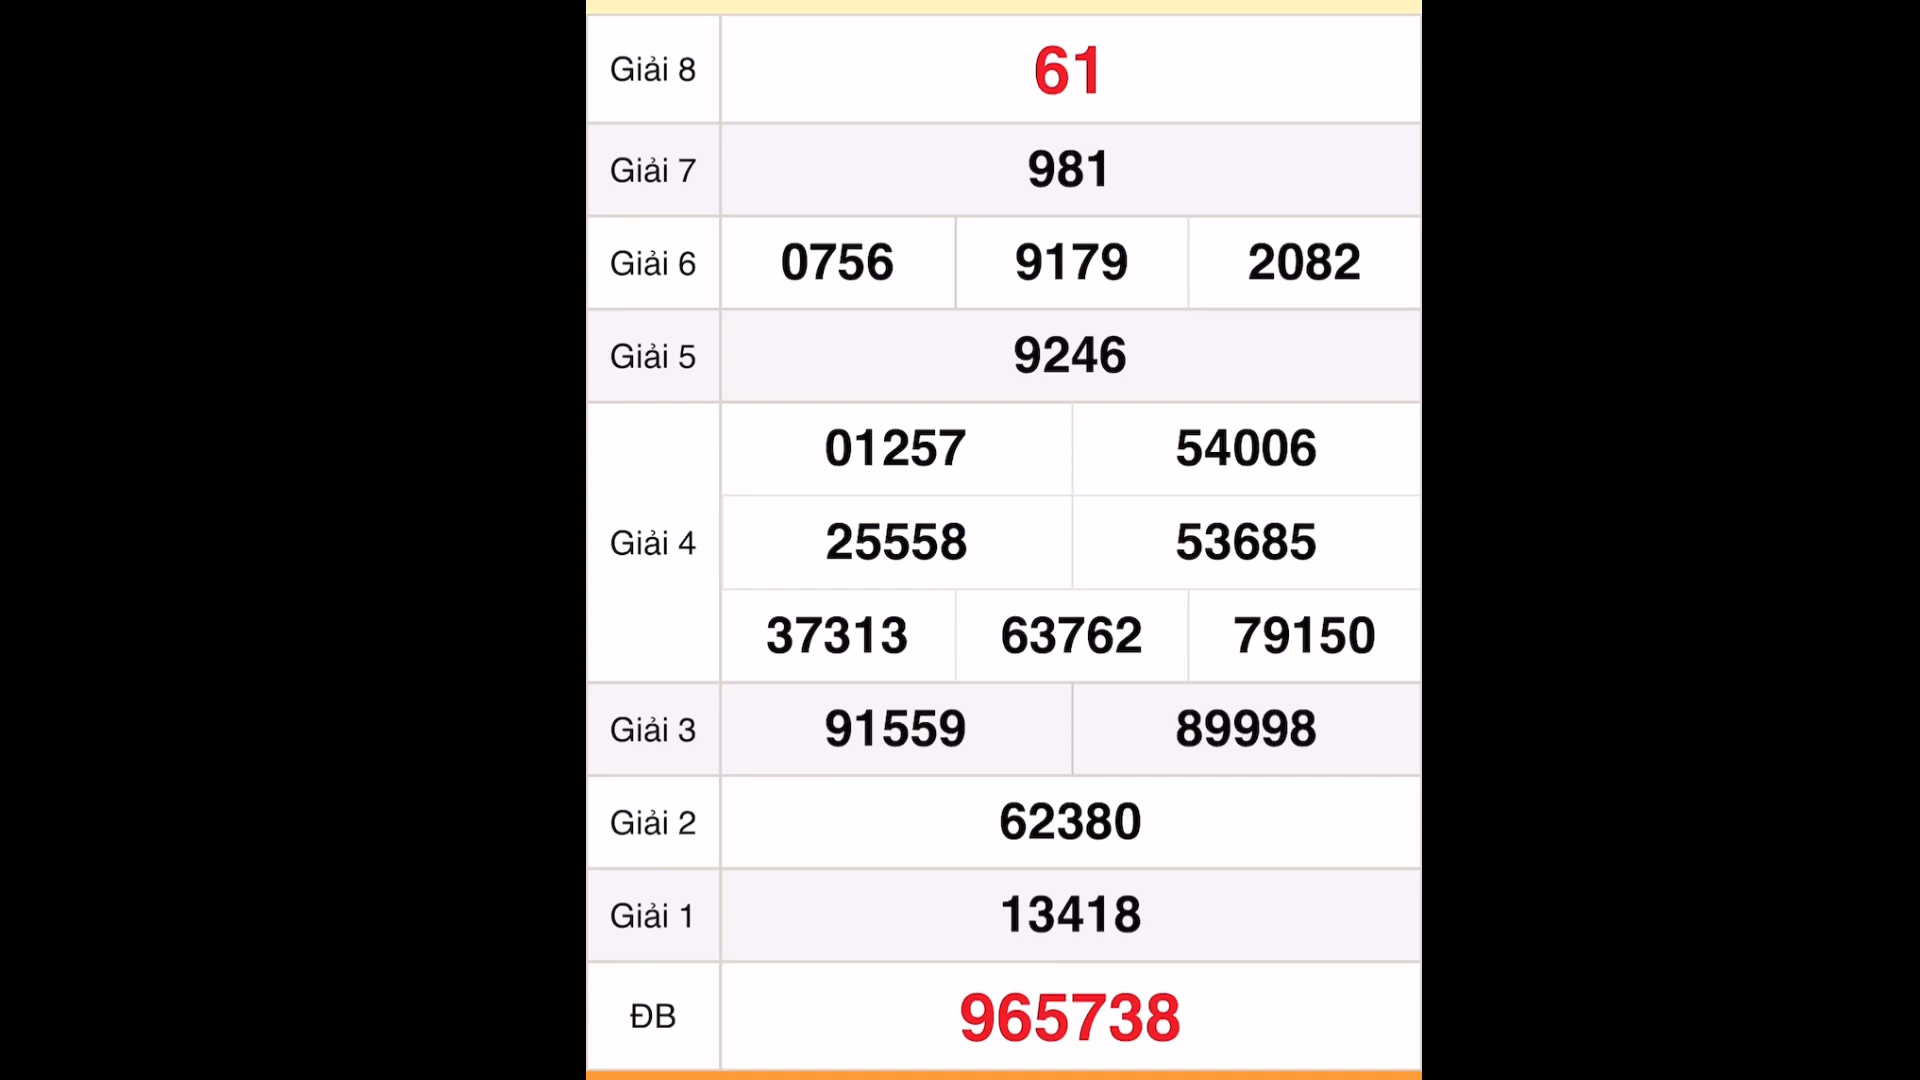 Giải 8 61
Giải 7 981
Giải 6 0756 9179 2082
Giải 5 9246
01257 54006
Giải 4 25558 53685
37313 63762 79150
Giải 3 91559 89998
Giải 2 62380
Giải 1 13418
ĐB 965738